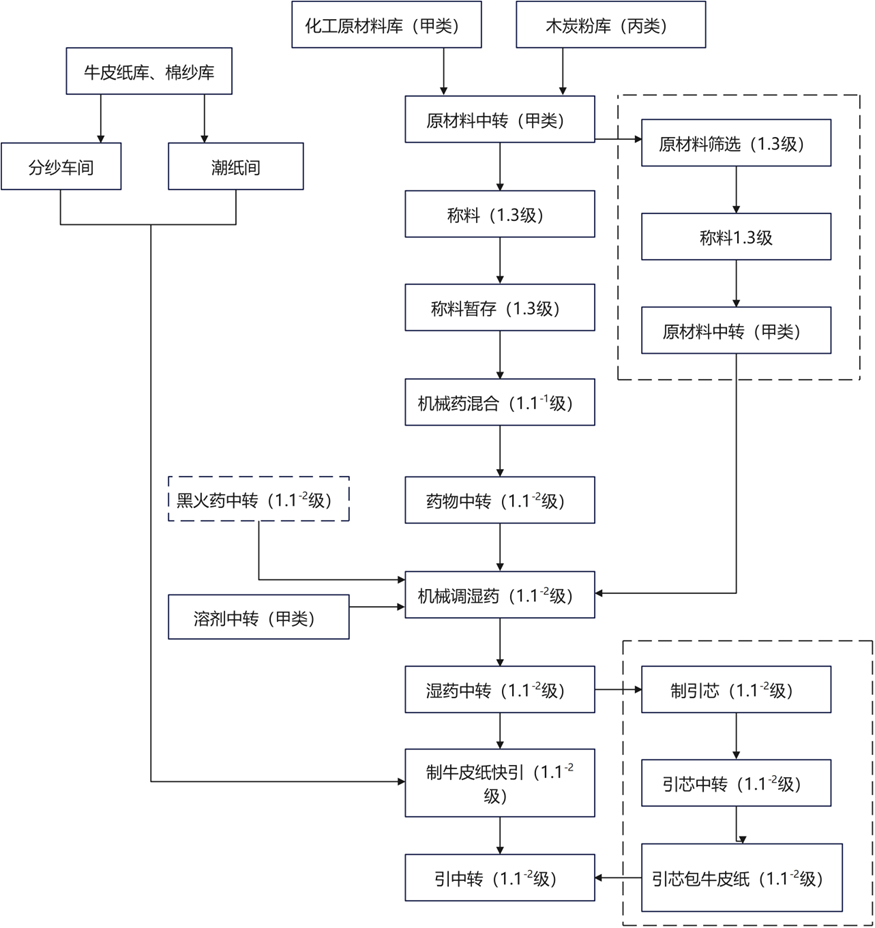 化工原材料库（甲类）
木炭粉库（丙类）
牛皮纸库、棉纱库
原材料中转（甲类）
原材料筛选（1.3级）
分纱车间
潮纸间
称料（1.3级）
称料1.3级
称料暂存（1.3级）
原材料中转（甲类）
机械药混合（1.1⁻¹级）
黑火药中转（1.1⁻²级）
药物中转（1.1⁻²级）
机械调湿药（1.1⁻²级）
溶剂中转（甲类）
湿药中转（1.1⁻²级）
制引芯（1.1⁻²级）
制牛皮纸快引（1.1⁻²
级）
引芯中转（1.1⁻²级）
引中转（1.1⁻²级）
引芯包牛皮纸（1.1⁻²级）